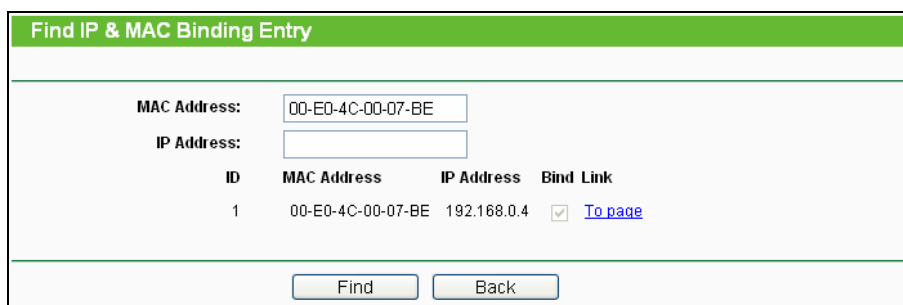 Find IP & MAC Binding Entry
MAC Address: 00-E0-4C-00-07-BE
IP Address:
ID MAC Address IP Address Bind Link
1 00-E0-4C-00-07-BE 192.168.0.4 To page
Find Back